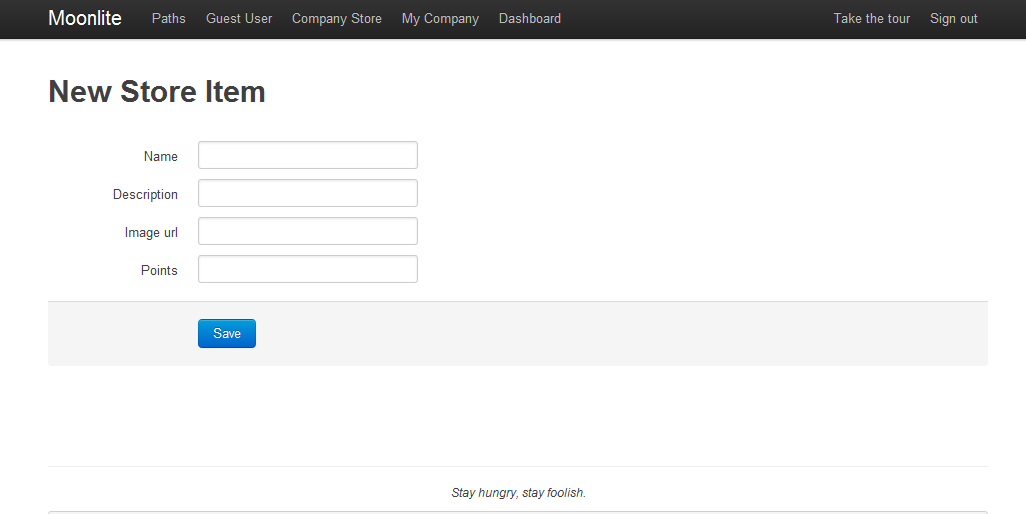 Moonlite Paths Guest User Company Store My Company Dashboard Take the tour Sign out
New Store Item
Name
Description
Image url
Points
Save
Stay hungry, stay foolish.